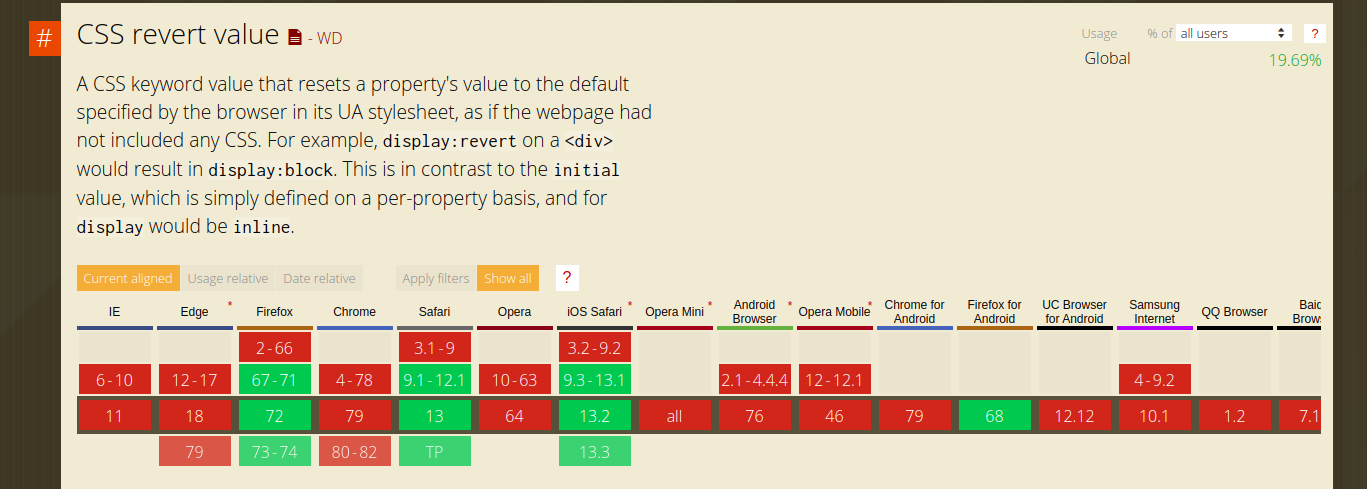 # CSS revert value - WD
Usage % of all users ?
Global 19.69%
A CSS keyword value that resets a property's value to the default
specified by the browser in its UA stylesheet, as if the webpage had
not included any CSS. For example, display:revert on a <div>
would result in display:block. This is in contrast to the initial
value, which is simply defined on a per-property basis, and for
display would be inline.
Current aligned Usage relative Date relative Apply filters Show all ?
IE Edge * Firefox Chrome Safari Opera iOS Safari * Opera Mini * Android Browser * Opera Mobile * Chrome for Android Firefox for Android UC Browser for Android Samsung Internet QQ Browser
2-66 3.1-9 3.2-9.2
6-10 12-17 67-71 4-78 9.1-12.1 10-63 9.3-13.1 2.1-4.4.4 12-12.1 4-9.2
11 18 72 79 13 64 13.2 all 76 46 79 68 12.12 10.1 1.2 7.1
79 73-74 80-82 TP 13.3